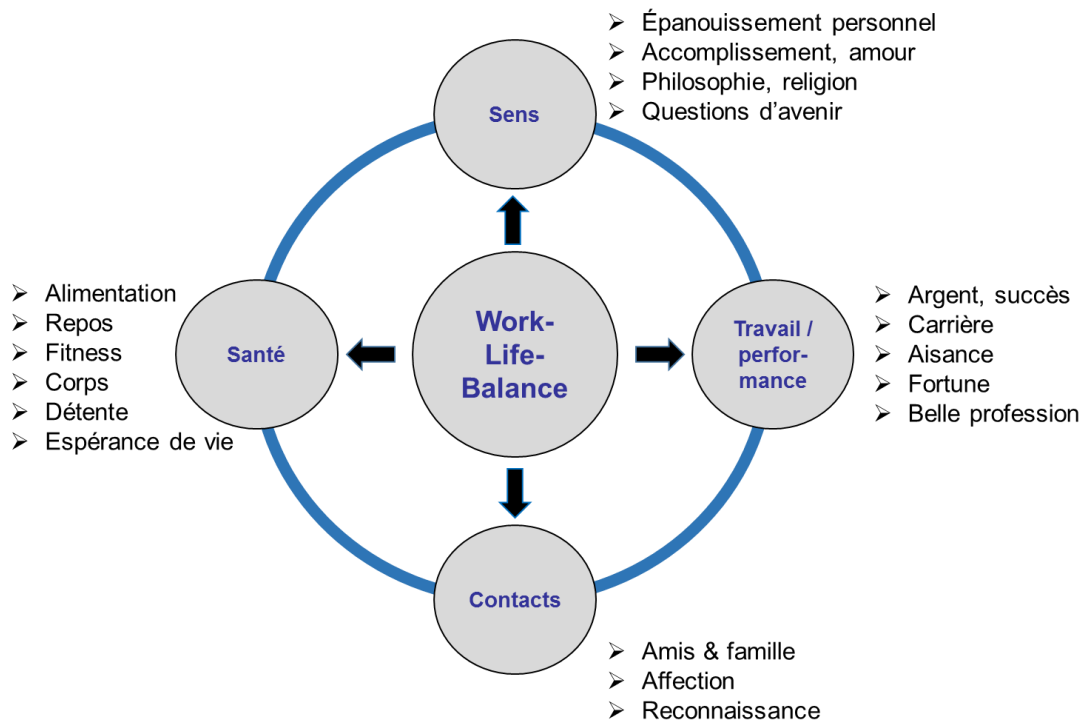 ➢ Épanouissement personnel
➢ Accomplissement, amour
➢ Philosophie, religion
➢ Questions d’avenir
Sens
➢ Alimentation
➢ Repos
➢ Fitness
➢ Corps
➢ Détente
➢ Espérance de vie
Santé
Work-
Life-
Balance
Travail /
perfor-
mance
➢ Argent, succès
➢ Carrière
➢ Aisance
➢ Fortune
➢ Belle profession
Contacts
➢ Amis & famille
➢ Affection
➢ Reconnaissance